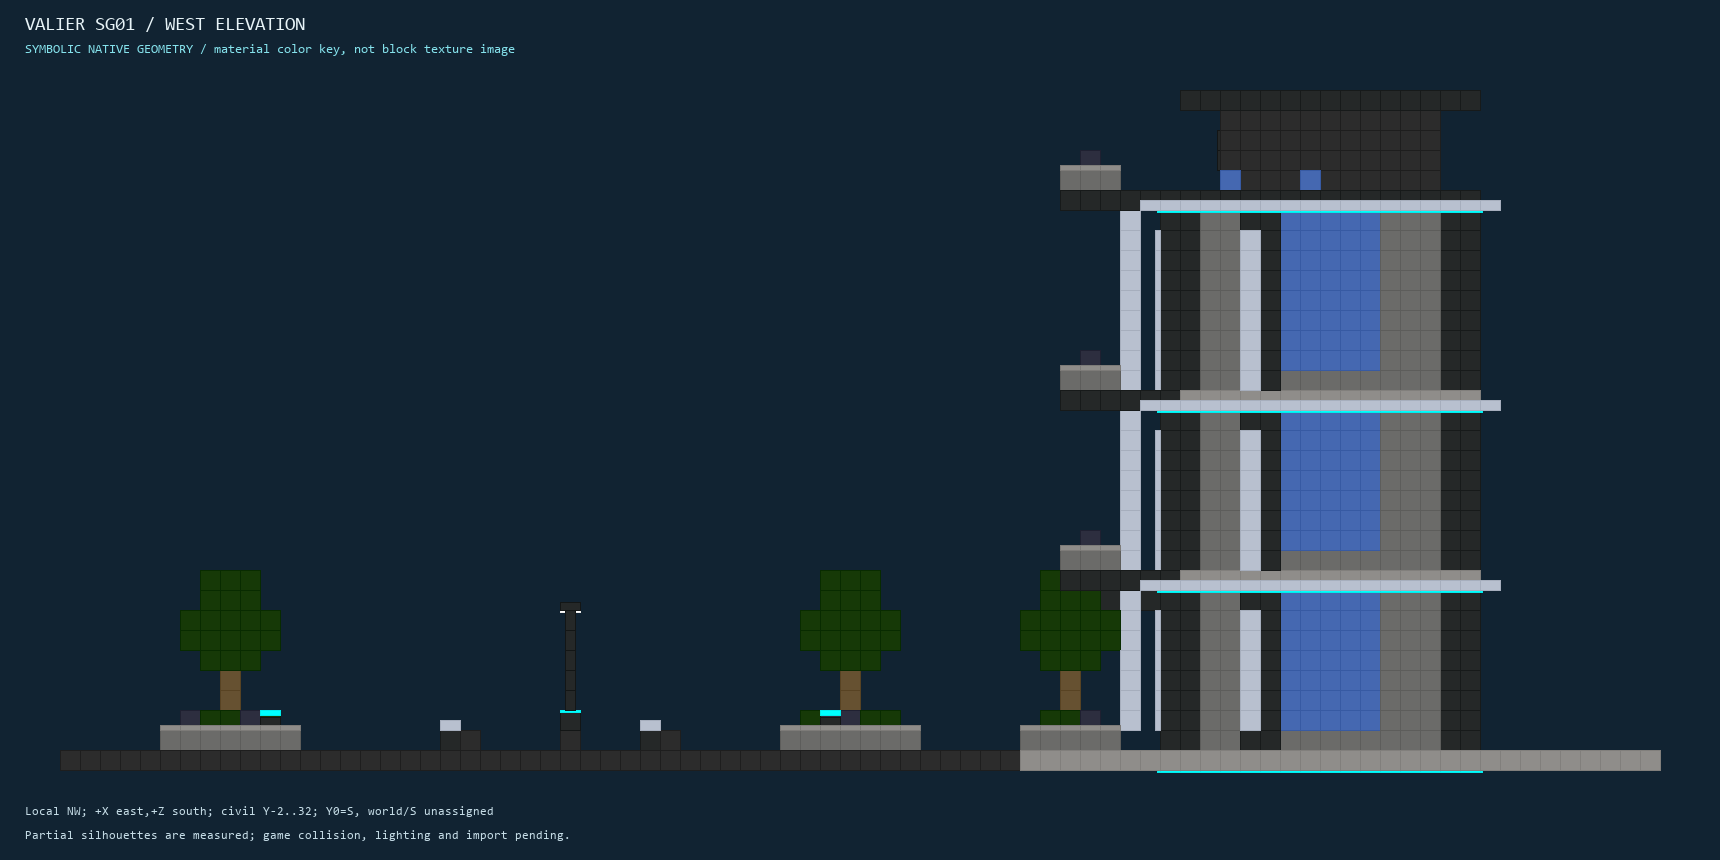 VALIER SG01 / WEST ELEVATION
SYMBOLIC NATIVE GEOMETRY / material color key, not block texture image
Local NW; +X east,+Z south; civil Y-2..32; Y0=S, world/S unassigned
Partial silhouettes are measured; game collision, lighting and import pending.